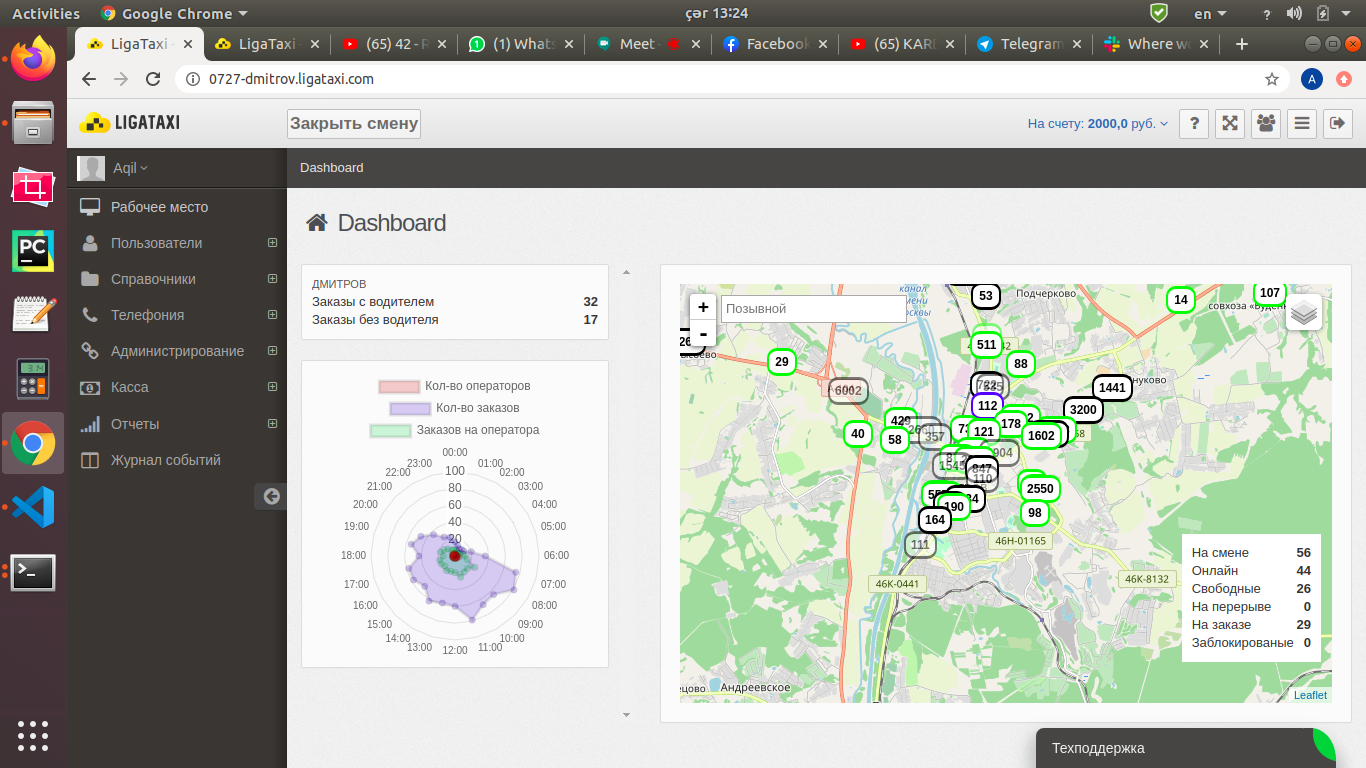 Activities
Google Chrome
çər 13:24
en
LigaTaxi
LigaTaxi
(65) 42 - R
(1) Whats
Meet -
Facebook
(65) KAR
Telegram
Where w
0727-dmitrov.ligataxi.com
A
LIGATAXI
Закрыть смену
На счету: 2000,0 руб.
?
Aqil
Dashboard
Рабочее место
Пользователи
Справочники
Телефония
Администрирование
Касса
Отчеты
Журнал событий
Dashboard
ДМИТРОВ
Заказы с водителем 32
Заказы без водителя 17
Кол-во операторов
Кол-во заказов
Заказов на оператора
00:00
01:00
02:00
03:00
04:00
05:00
06:00
07:00
08:00
09:00
10:00
11:00
12:00
13:00
14:00
15:00
16:00
17:00
18:00
19:00
20:00
21:00
22:00
23:00
100
80
60
40
20
+
-
Позывной
канал
53
Подчерково
14
107
29
511
88
6002
1441
3200
112
178
40
58
357
121
1602
904
847
110
2550
190
98
164
111
46Н-01165
46К-0441
46К-8132
Андреевское
На смене 56
Онлайн 44
Свободные 26
На перерыве 0
На заказе 29
Заблокированые 0
Leaflet
Техподдержка